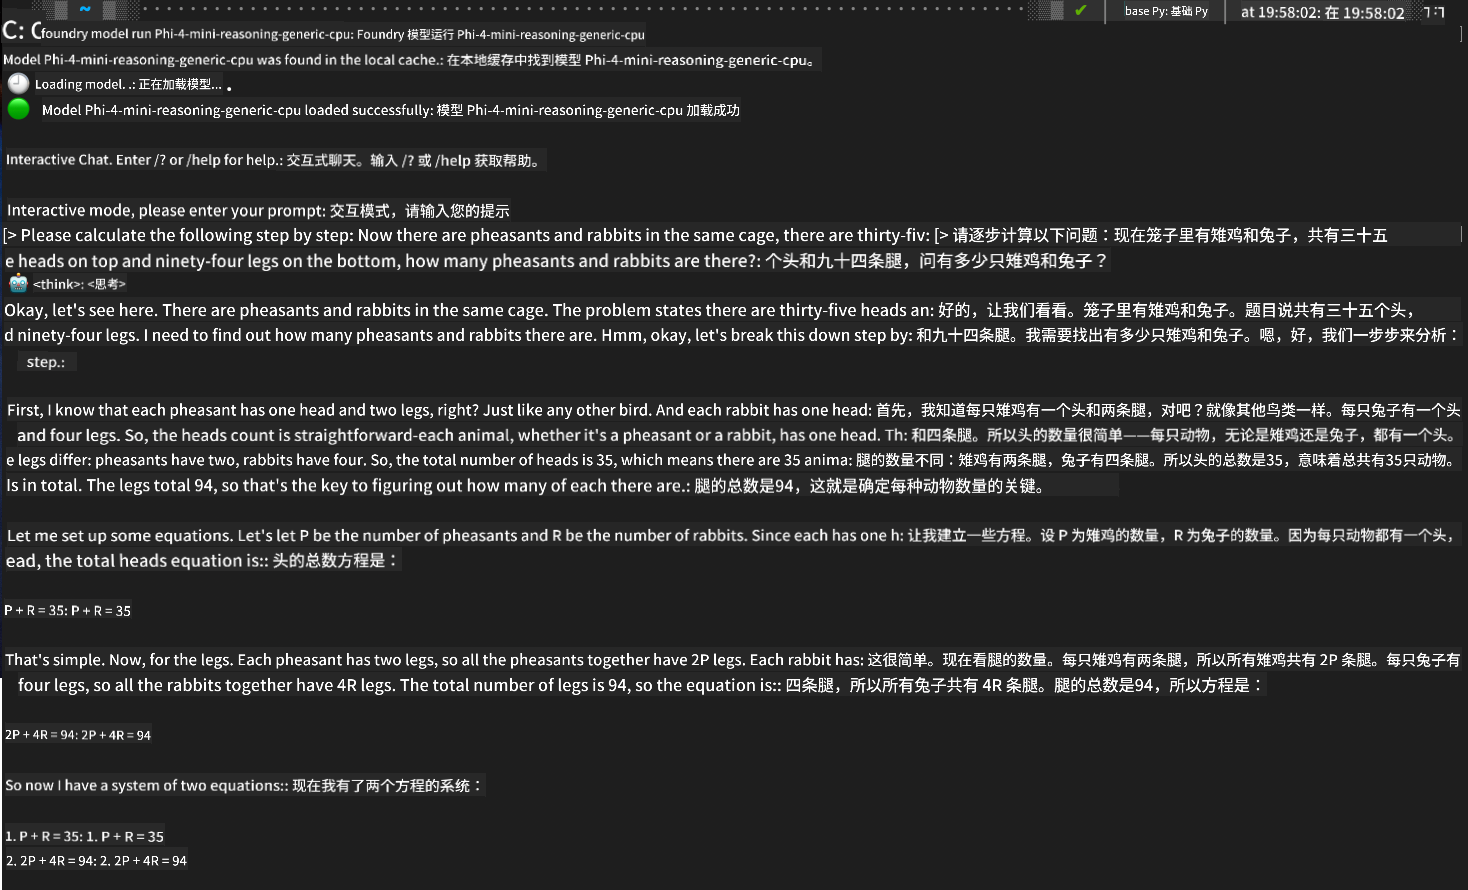 ~ ✔ base Py: 基础 Py at 19:58:02: 在 19:58:02
C: Cfoundry model run Phi-4-mini-reasoning-generic-cpu: Foundry 模型运行 Phi-4-mini-reasoning-generic-cpu
Model Phi-4-mini-reasoning-generic-cpu was found in the local cache.: 在本地缓存中找到模型 Phi-4-mini-reasoning-generic-cpu。
Loading model. .: 正在加载模型... .
Model Phi-4-mini-reasoning-generic-cpu loaded successfully: 模型 Phi-4-mini-reasoning-generic-cpu 加载成功
Interactive Chat. Enter /? or /help for help.: 交互式聊天。输入 /? 或 /help 获取帮助。
Interactive mode, please enter your prompt: 交互模式，请输入您的提示
[> Please calculate the following step by step: Now there are pheasants and rabbits in the same cage, there are thirty-fiv: [> 请逐步计算以下问题：现在笼子里有雉鸡和兔子，共有三十五
e heads on top and ninety-four legs on the bottom, how many pheasants and rabbits are there?: 个头和九十四条腿，问有多少只雉鸡和兔子？
<think>: <思考>
Okay, let's see here. There are pheasants and rabbits in the same cage. The problem states there are thirty-five heads an: 好的，让我们看看。笼子里有雉鸡和兔子。题目说共有三十五个头，
d ninety-four legs. I need to find out how many pheasants and rabbits there are. Hmm, okay, let's break this down step by: 和九十四条腿。我需要找出有多少只雉鸡和兔子。嗯，好，我们一步步来分析：
step.:
First, I know that each pheasant has one head and two legs, right? Just like any other bird. And each rabbit has one head: 首先，我知道每只雉鸡有一个头和两条腿，对吧？就像其他鸟类一样。每只兔子有一个头
and four legs. So, the heads count is straightforward-each animal, whether it's a pheasant or a rabbit, has one head. Th: 和四条腿。所以头的数量很简单——每只动物，无论是雉鸡还是兔子，都有一个头。
e legs differ: pheasants have two, rabbits have four. So, the total number of heads is 35, which means there are 35 anima: 腿的数量不同：雉鸡有两条腿，兔子有四条腿。所以头的总数是35，意味着总共有35只动物。
Is in total. The legs total 94, so that's the key to figuring out how many of each there are.: 腿的总数是94，这就是确定每种动物数量的关键。
Let me set up some equations. Let's let P be the number of pheasants and R be the number of rabbits. Since each has one h: 让我建立一些方程。设 P 为雉鸡的数量，R 为兔子的数量。因为每只动物都有一个头，
ead, the total heads equation is:: 头的总数方程是：
P + R = 35: P + R = 35
That's simple. Now, for the legs. Each pheasant has two legs, so all the pheasants together have 2P legs. Each rabbit has: 这很简单。现在看腿的数量。每只雉鸡有两条腿，所以所有雉鸡共有 2P 条腿。每只兔子有
four legs, so all the rabbits together have 4R legs. The total number of legs is 94, so the equation is:: 四条腿，所以所有兔子共有 4R 条腿。腿的总数是94，所以方程是：
2P + 4R = 94: 2P + 4R = 94
So now I have a system of two equations:: 现在我有了两个方程的系统：
1. P + R = 35: 1. P + R = 35
2. 2P + 4R = 94: 2. 2P + 4R = 94